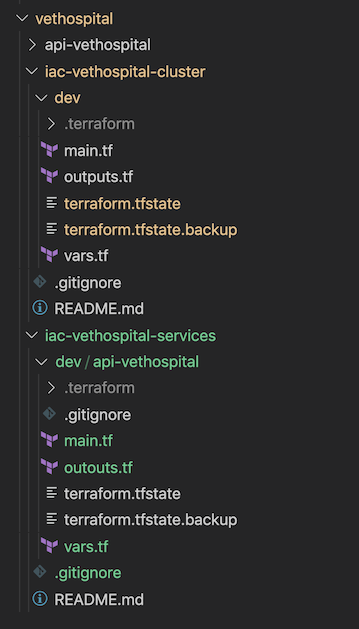 vethospital
api-vethospital
iac-vethospital-cluster
dev
.terraform
main.tf
outputs.tf
terraform.tfstate
terraform.tfstate.backup
vars.tf
.gitignore
README.md
iac-vethospital-services
dev / api-vethospital
.terraform
.gitignore
main.tf
outouts.tf
terraform.tfstate
terraform.tfstate.backup
vars.tf
.gitignore
README.md